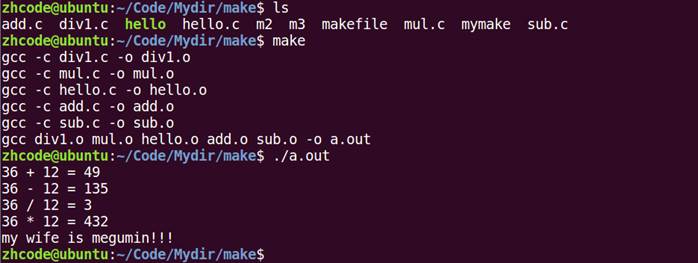 zhcode@ubuntu:~/Code/Mydir/make$ ls
add.c  div1.c  hello  hello.c  m2  m3  makefile  mul.c  mymake  sub.c
zhcode@ubuntu:~/Code/Mydir/make$ make
gcc -c div1.c -o div1.o
gcc -c mul.c -o mul.o
gcc -c hello.c -o hello.o
gcc -c add.c -o add.o
gcc -c sub.c -o sub.o
gcc div1.o mul.o hello.o add.o sub.o -o a.out
zhcode@ubuntu:~/Code/Mydir/make$ ./a.out
36 + 12 = 49
36 - 12 = 135
36 / 12 = 3
36 * 12 = 432
my wife is megumin!!!
zhcode@ubuntu:~/Code/Mydir/make$